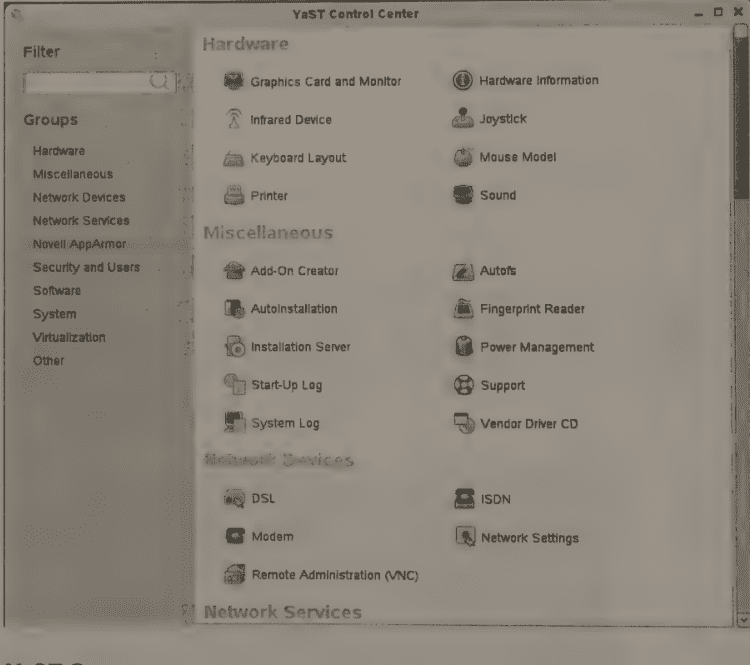 YaST Control Center
Filter
Groups
Hardware
Miscellaneous
Network Devices
Network Services
Novell AppArmor
Security and Users
Software
System
Virtualization
Other
Hardware
Graphics Card and Monitor
Hardware Information
Infrared Device
Joystick
Keyboard Layout
Mouse Model
Printer
Sound
Miscellaneous
Add-On Creator
Autofs
AutoInstallation
Fingerprint Reader
Installation Server
Power Management
Start-Up Log
Support
System Log
Vendor Driver CD
Network Devices
DSL
ISDN
Modem
Network Settings
Remote Administration (VNC)
Network Services